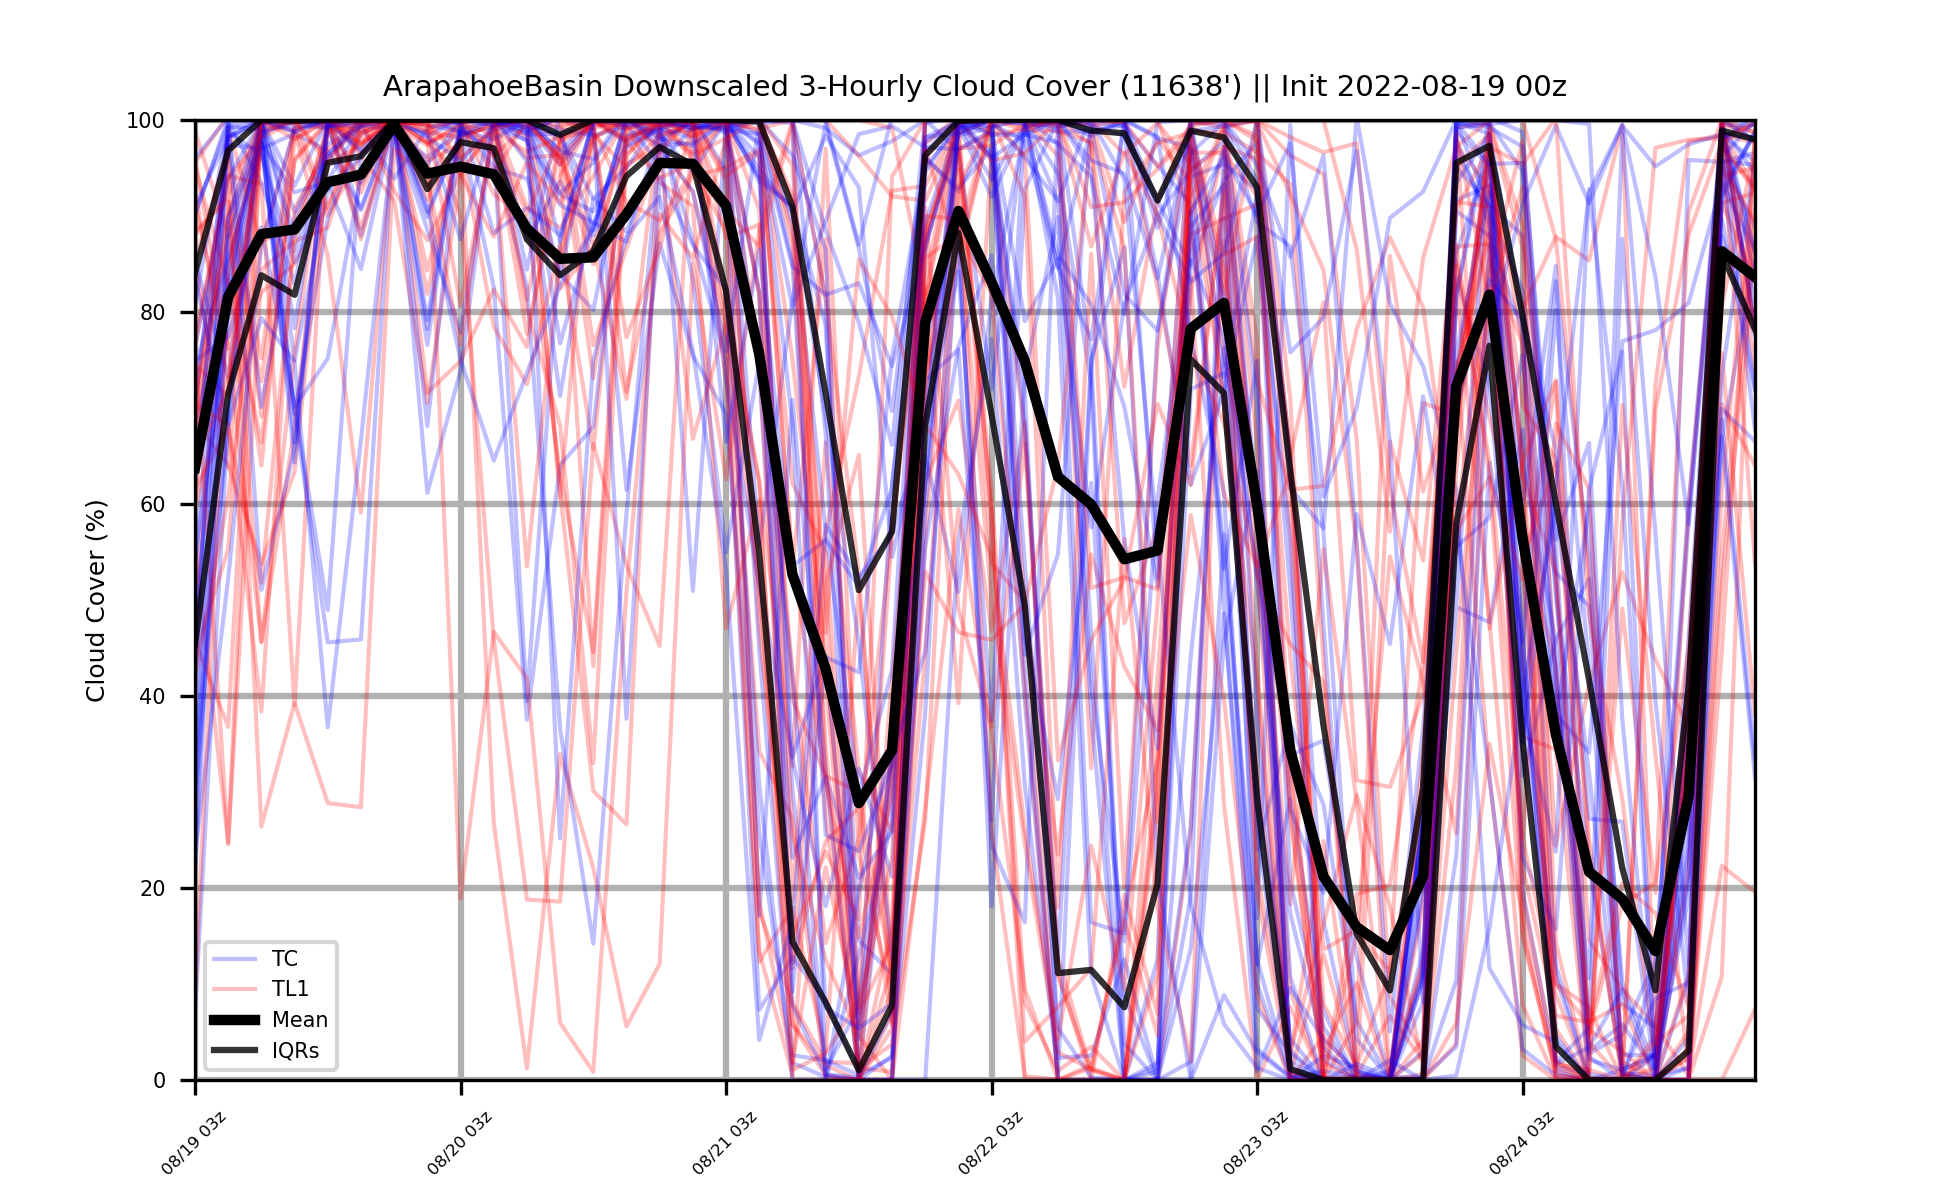 ArapahoeBasin Downscaled 3-Hourly Cloud Cover (11638') || Init 2022-08-19 00z
Cloud Cover (%)
100
80
60
40
20
0
TC
TL1
Mean
IQRs
08/19 03z
08/20 03z
08/21 03z
08/22 03z
08/23 03z
08/24 03z